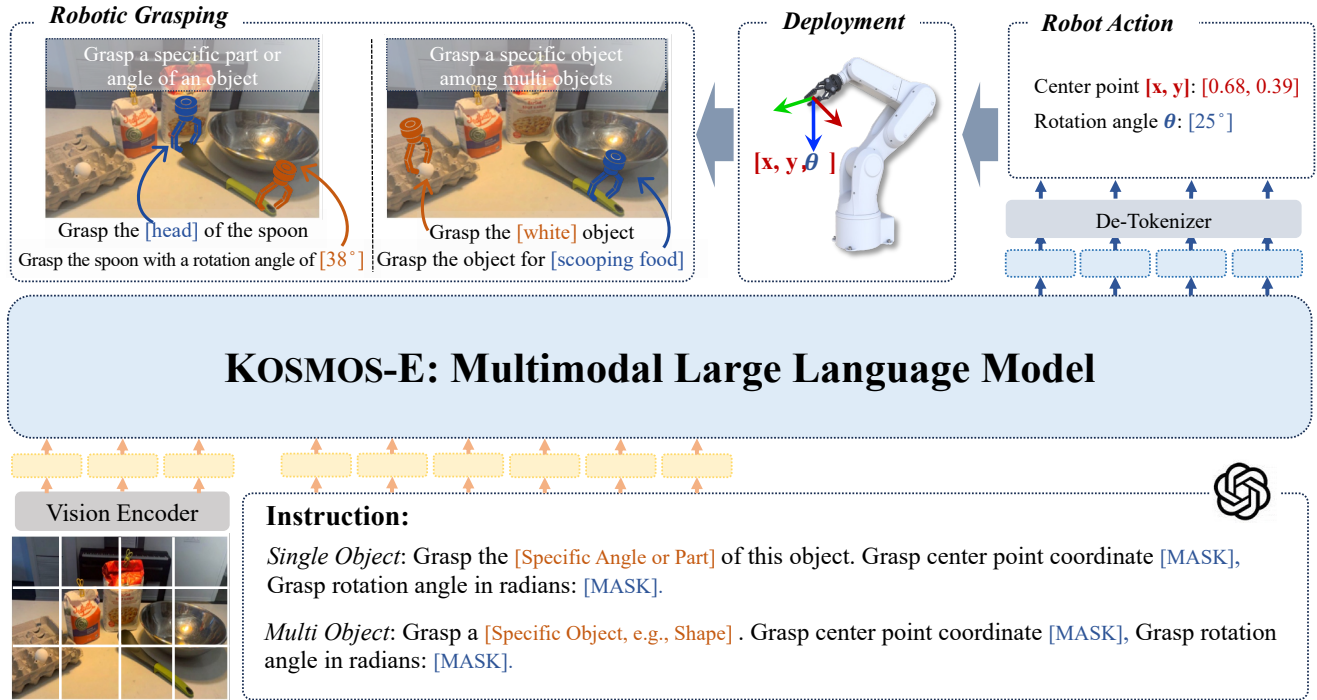 Robotic Grasping
Grasp a specific part or
angle of an object
Grasp a specific object
among multi objects
Grasp the [head] of the spoon
Grasp the spoon with a rotation angle of [38°]
Grasp the [white] object
Grasp the object for [scooping food]
Deployment
[x, y, θ ]
Robot Action
Center point [x, y]: [0.68, 0.39]
Rotation angle θ: [25°]
De-Tokenizer
KOSMOS-E: Multimodal Large Language Model
Vision Encoder
Instruction:
Single Object: Grasp the [Specific Angle or Part] of this object. Grasp center point coordinate [MASK],
Grasp rotation angle in radians: [MASK].
Multi Object: Grasp a [Specific Object, e.g., Shape] . Grasp center point coordinate [MASK], Grasp rotation
angle in radians: [MASK].